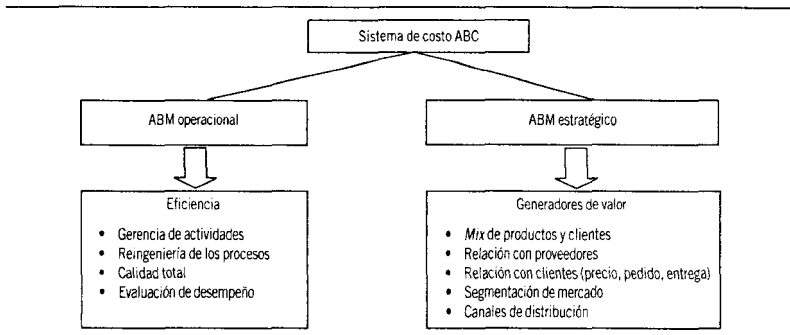 Sistema de costo ABC
ABM operacional
ABM estratégico
Eficiencia
• Gerencia de actividades
• Reingeniería de los procesos
• Calidad total
• Evaluación de desempeño
Generadores de valor
• Mix de productos y clientes
• Relación con proveedores
• Relación con clientes (precio, pedido, entrega)
• Segmentación de mercado
• Canales de distribución